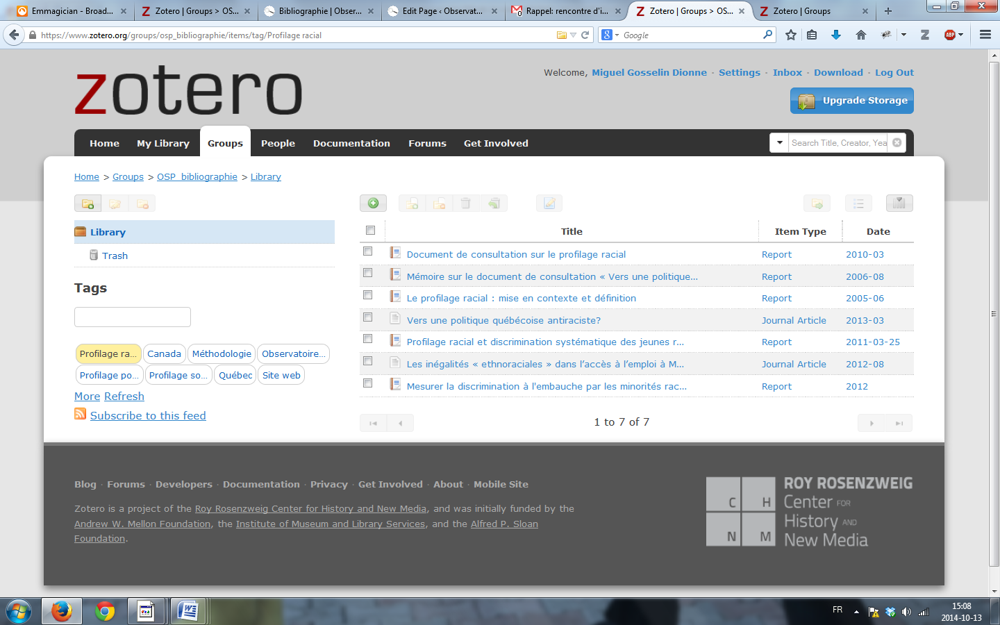 Emmagician - Broad...
Zotero | Groups > OS...
Bibliographie | Obser...
Edit Page ‹ Observat...
Rappel: rencontre d'i...
Zotero | Groups > OS...
Zotero | Groups
https://www.zotero.org/groups/osp_bibliographie/items/tag/Profilage racial
Google
zotero
Welcome, Miguel Gosselin Dionne · Settings · Inbox · Download · Log Out
Upgrade Storage
Home My Library Groups People Documentation Forums Get Involved
Search Title, Creator, Yea
Home > Groups > OSP_bibliographie > Library
Library
Trash
Tags
Profilage ra... Canada Méthodologie Observatoire...
Profilage po... Profilage so... Québec Site web
More Refresh
Subscribe to this feed
Title Item Type Date
Document de consultation sur le profilage racial Report 2010-03
Mémoire sur le document de consultation « Vers une politique... Report 2006-08
Le profilage racial : mise en contexte et définition Report 2005-06
Vers une politique québécoise antiraciste? Journal Article 2013-03
Profilage racial et discrimination systématique des jeunes r... Report 2011-03-25
Les inégalités « ethnoraciales » dans l’accès à l’emploi à M... Journal Article 2012-08
Mesurer la discrimination à l'embauche par les minorités rac... Report 2012
1 to 7 of 7
Blog · Forums · Developers · Documentation · Privacy · Get Involved · About · Mobile Site
Zotero is a project of the Roy Rosenzweig Center for History and New Media, and was initially funded by the
Andrew W. Mellon Foundation, the Institute of Museum and Library Services, and the Alfred P. Sloan
Foundation.
C H
N M
ROY ROSENZWEIG
Center FOR
History AND
New Media
FR
15:08
2014-10-13